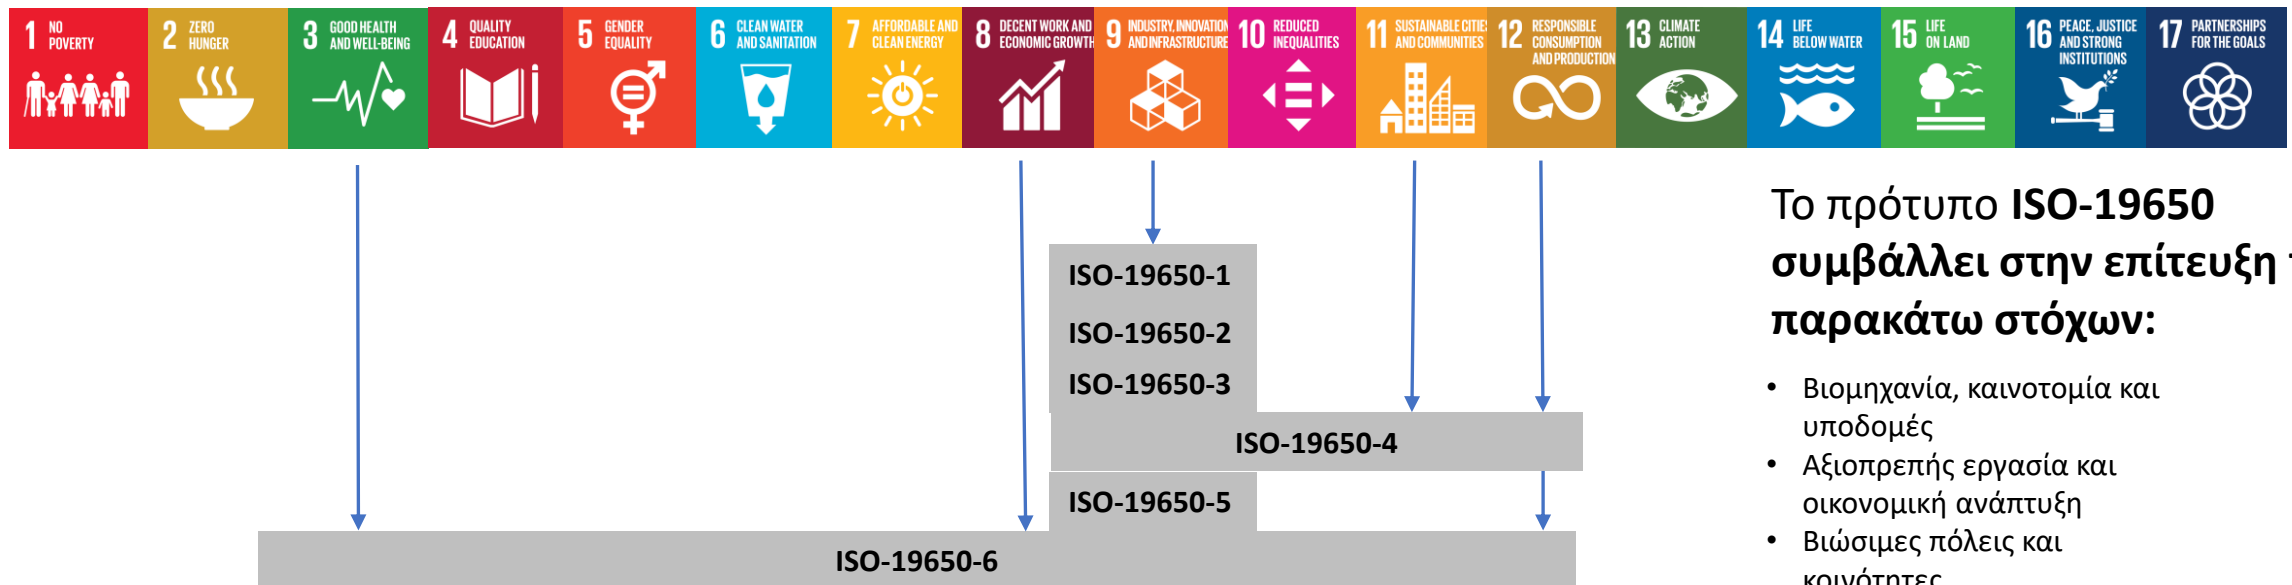 1 NO
POVERTY
2 ZERO
HUNGER
3 GOOD HEALTH
AND WELL-BEING
4 QUALITY
EDUCATION
5 GENDER
EQUALITY
6 CLEAN WATER
AND SANITATION
7 AFFORDABLE AND
CLEAN ENERGY
8 DECENT WORK AND
ECONOMIC GROWTH
9 INDUSTRY, INNOVATION
AND INFRASTRUCTURE
10 REDUCED
INEQUALITIES
11 SUSTAINABLE CITIE
AND COMMUNITIES
12 RESPONSIBLE
CONSUMPTION
AND PRODUCTION
13 CLIMATE
ACTION
14 LIFE
BELOW WATER
15 LIFE
ON LAND
16 PEACE, JUSTICE
AND STRONG
INSTITUTIONS
17 PARTNERSHIPS
FOR THE GOALS
ISO-19650-1
ISO-19650-2
ISO-19650-3
ISO-19650-4
ISO-19650-5
ISO-19650-6
Το πρότυπο ISO-19650
συμβάλλει στην επίτευξη
παρακάτω στόχων:
• Βιομηχανία, καινοτομία και
υποδομές
• Αξιοπρεπής εργασία και
οικονομική ανάπτυξη
• Βιώσιμες πόλεις και
κοινότητες